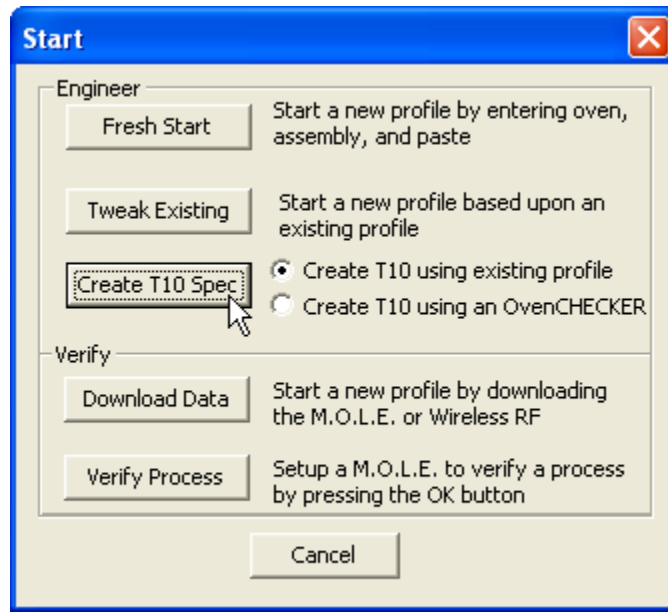 Start
Engineer
Fresh Start
Start a new profile by entering oven,
assembly, and paste
Tweak Existing
Start a new profile based upon an
existing profile
Create T10 Spec
Create T10 using existing profile
Create T10 using an OvenCHECKER
Verify
Download Data
Start a new profile by downloading
the M.O.L.E. or Wireless RF
Verify Process
Setup a M.O.L.E. to verify a process
by pressing the OK button
Cancel